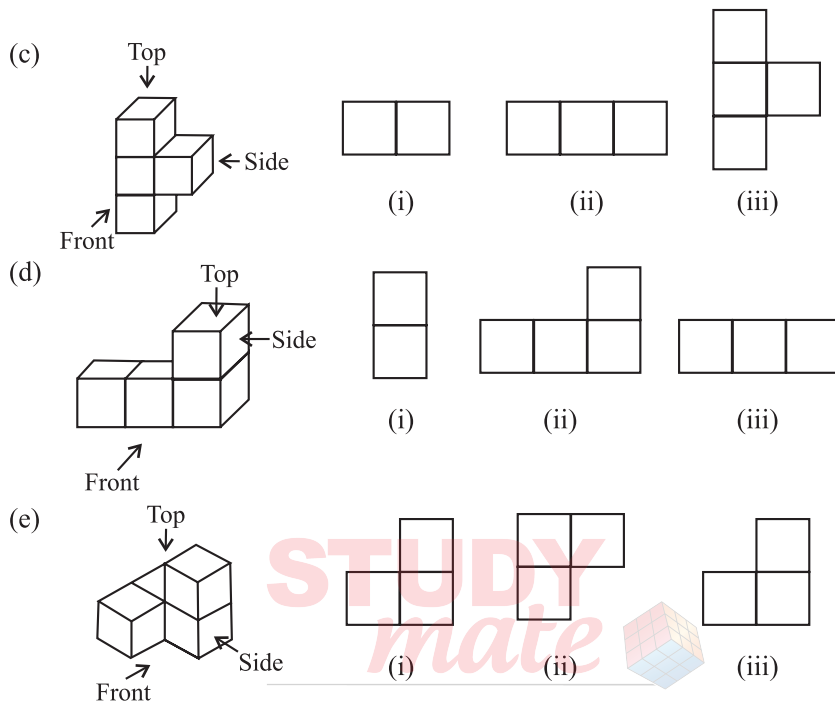 (c)
Top
Side
Front
(i) (ii) (iii)
(d)
Top
Side
Front
(i) (ii) (iii)
(e)
Top
STUDY
mate
Side
Front
(i) (ii) (iii)